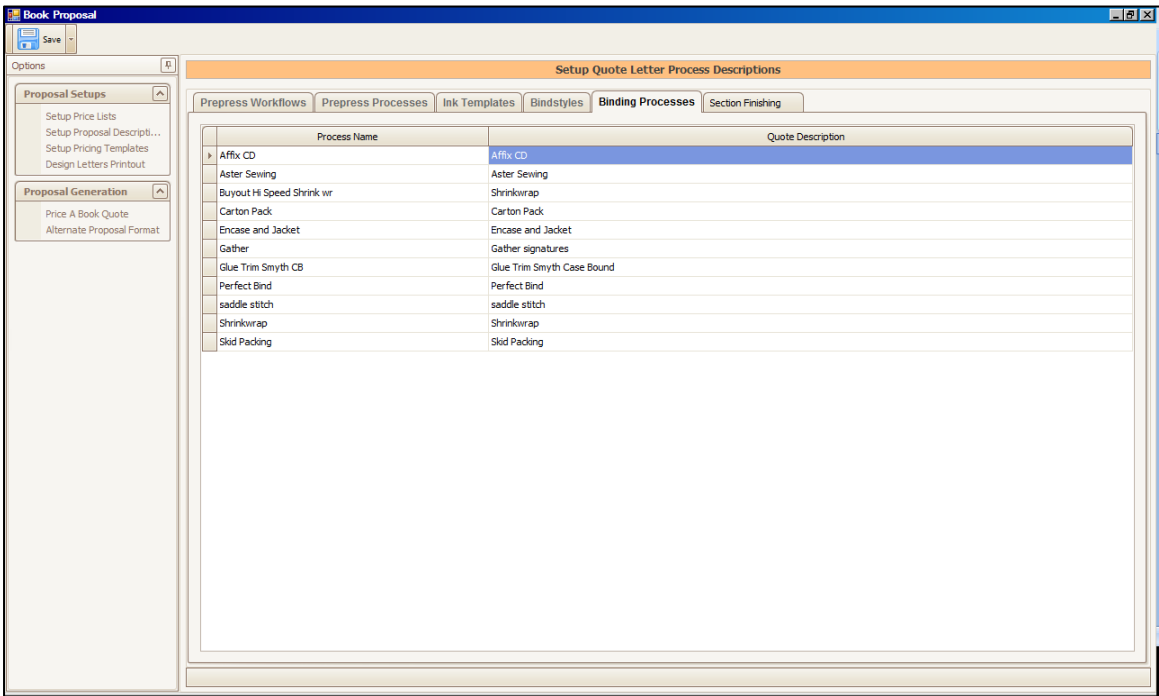 Book Proposal
Save
Options
Setup Quote Letter Process Descriptions
Proposal Setups
Setup Price Lists
Setup Proposal Descripti...
Setup Pricing Templates
Design Letters Printout
Proposal Generation
Price A Book Quote
Alternate Proposal Format
Prepress Workflows Prepress Processes Ink Templates Bindstyles Binding Processes Section Finishing
Process Name Quote Description
Affix CD Affix CD
Aster Sewing Aster Sewing
Buyout Hi Speed Shrink wr Shrinkwrap
Carton Pack Carton Pack
Encase and Jacket Encase and Jacket
Gather Gather signatures
Glue Trim Smyth CB Glue Trim Smyth Case Bound
Perfect Bind Perfect Bind
saddle stitch saddle stitch
Shrinkwrap Shrinkwrap
Skid Packing Skid Packing